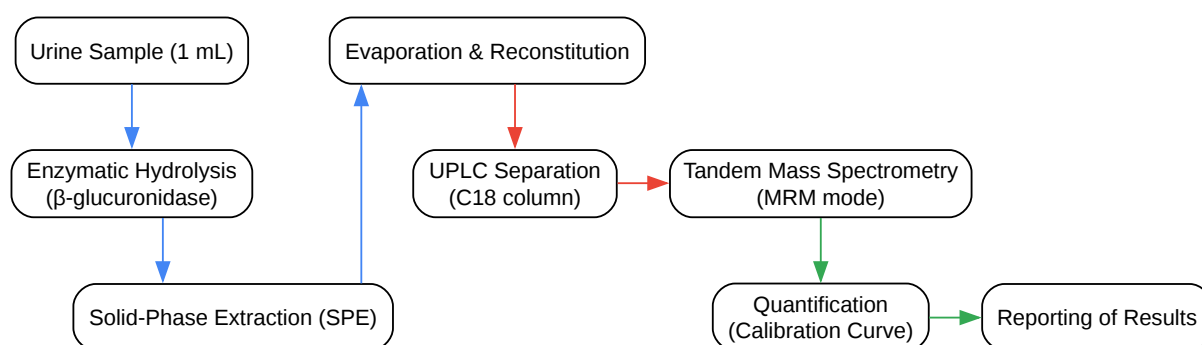 Urine Sample (1 mL)
Enzymatic Hydrolysis
(β-glucuronidase)
Solid-Phase Extraction (SPE)
Evaporation & Reconstitution
UPLC Separation
(C18 column)
Tandem Mass Spectrometry
(MRM mode)
Quantification
(Calibration Curve)
Reporting of Results